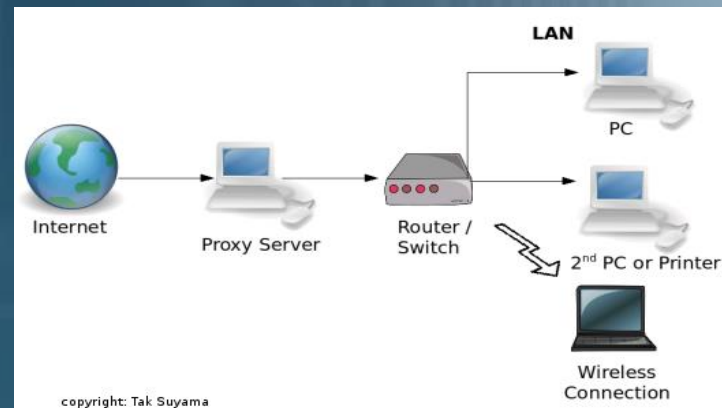 LAN
PC
Internet
Proxy Server
Router /
Switch
2nd PC or Printer
Wireless
Connection
copyright: Tak Suyama